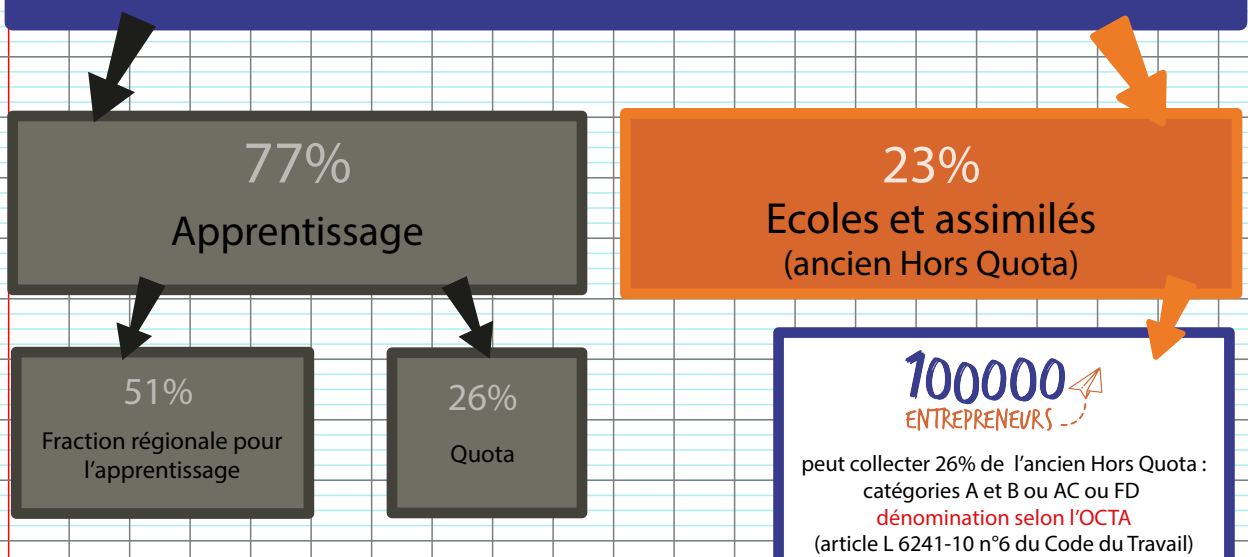 77%
Apprentissage
23%
Ecoles et assimilés
(ancien Hors Quota)
51%
Fraction régionale pour
l'apprentissage
26%
Quota
100000
ENTREPRENEURS
peut collecter 26% de l'ancien Hors Quota :
catégories A et B ou AC ou FD
dénomination selon l'OCTA
(article L 6241-10 n°6 du Code du Travail)